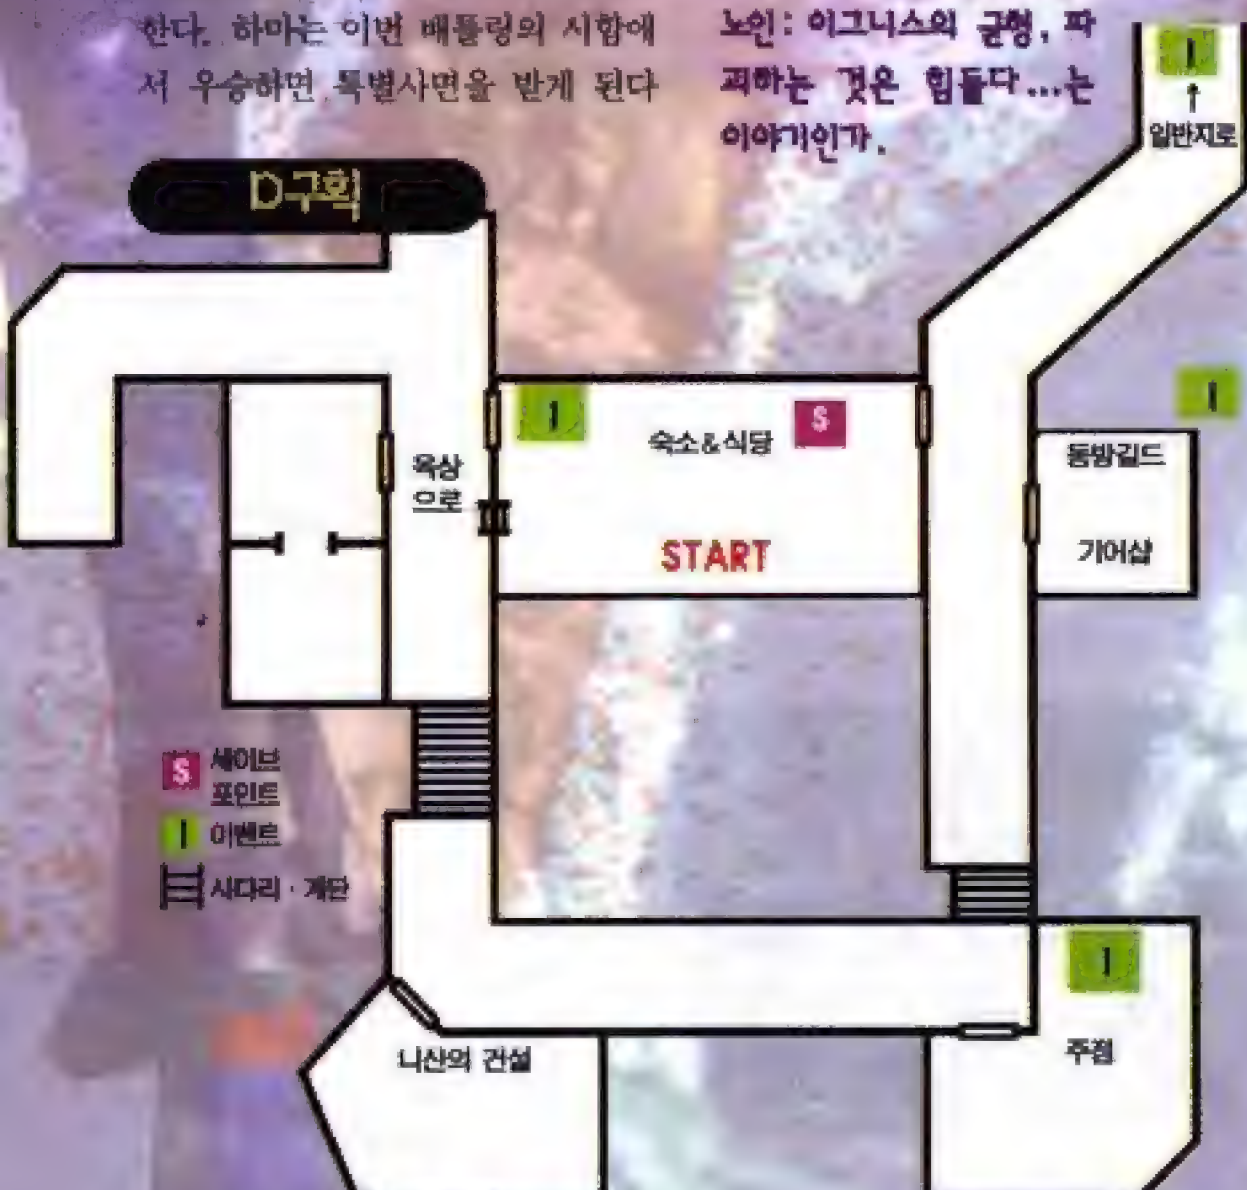 한다. 하마는 이번 배틀링의 시합에
서 우승하면 특별사면을 받게 된다
노인: 이그니스의 균형, 파
괴하는 것은 힘들다...는
이야기인가.
I
↑
일반지로
D구획
I
숙소&식당
S
START
옥상
으로
I
동방길드
기어샵
S 세이브
포인트
I 이벤트
사다리 · 계단
I
니산의 건설
주점